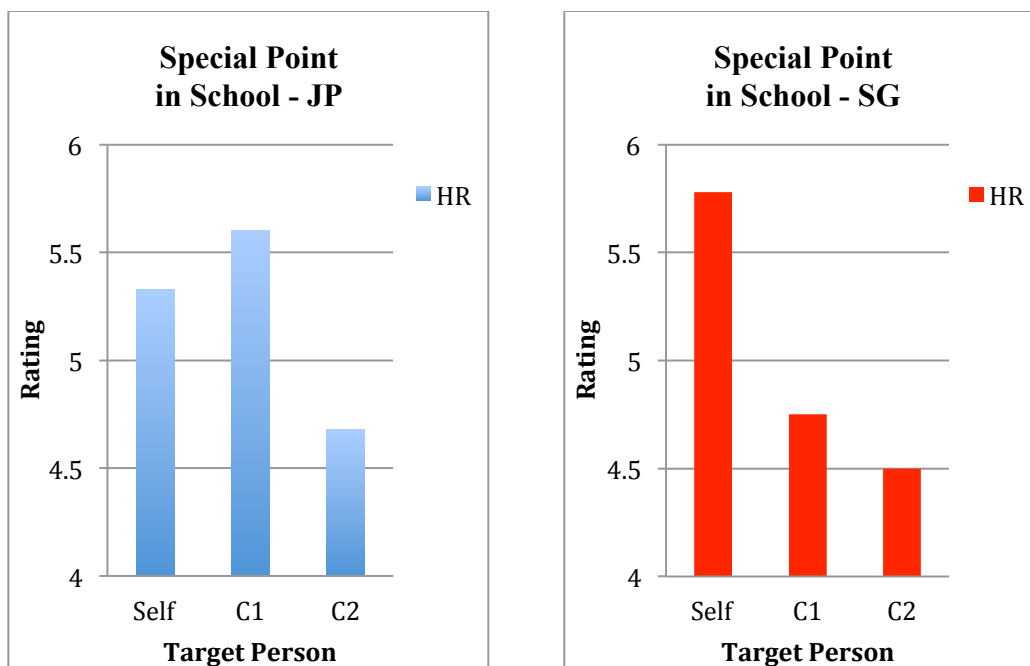 Special Point
in School - JP
6
5.5
5
4.5
4
Rating
HR
Self C1 C2
Target Person
Special Point
in School - SG
6
5.5
5
4.5
4
Rating
HR
Self C1 C2
Target Person